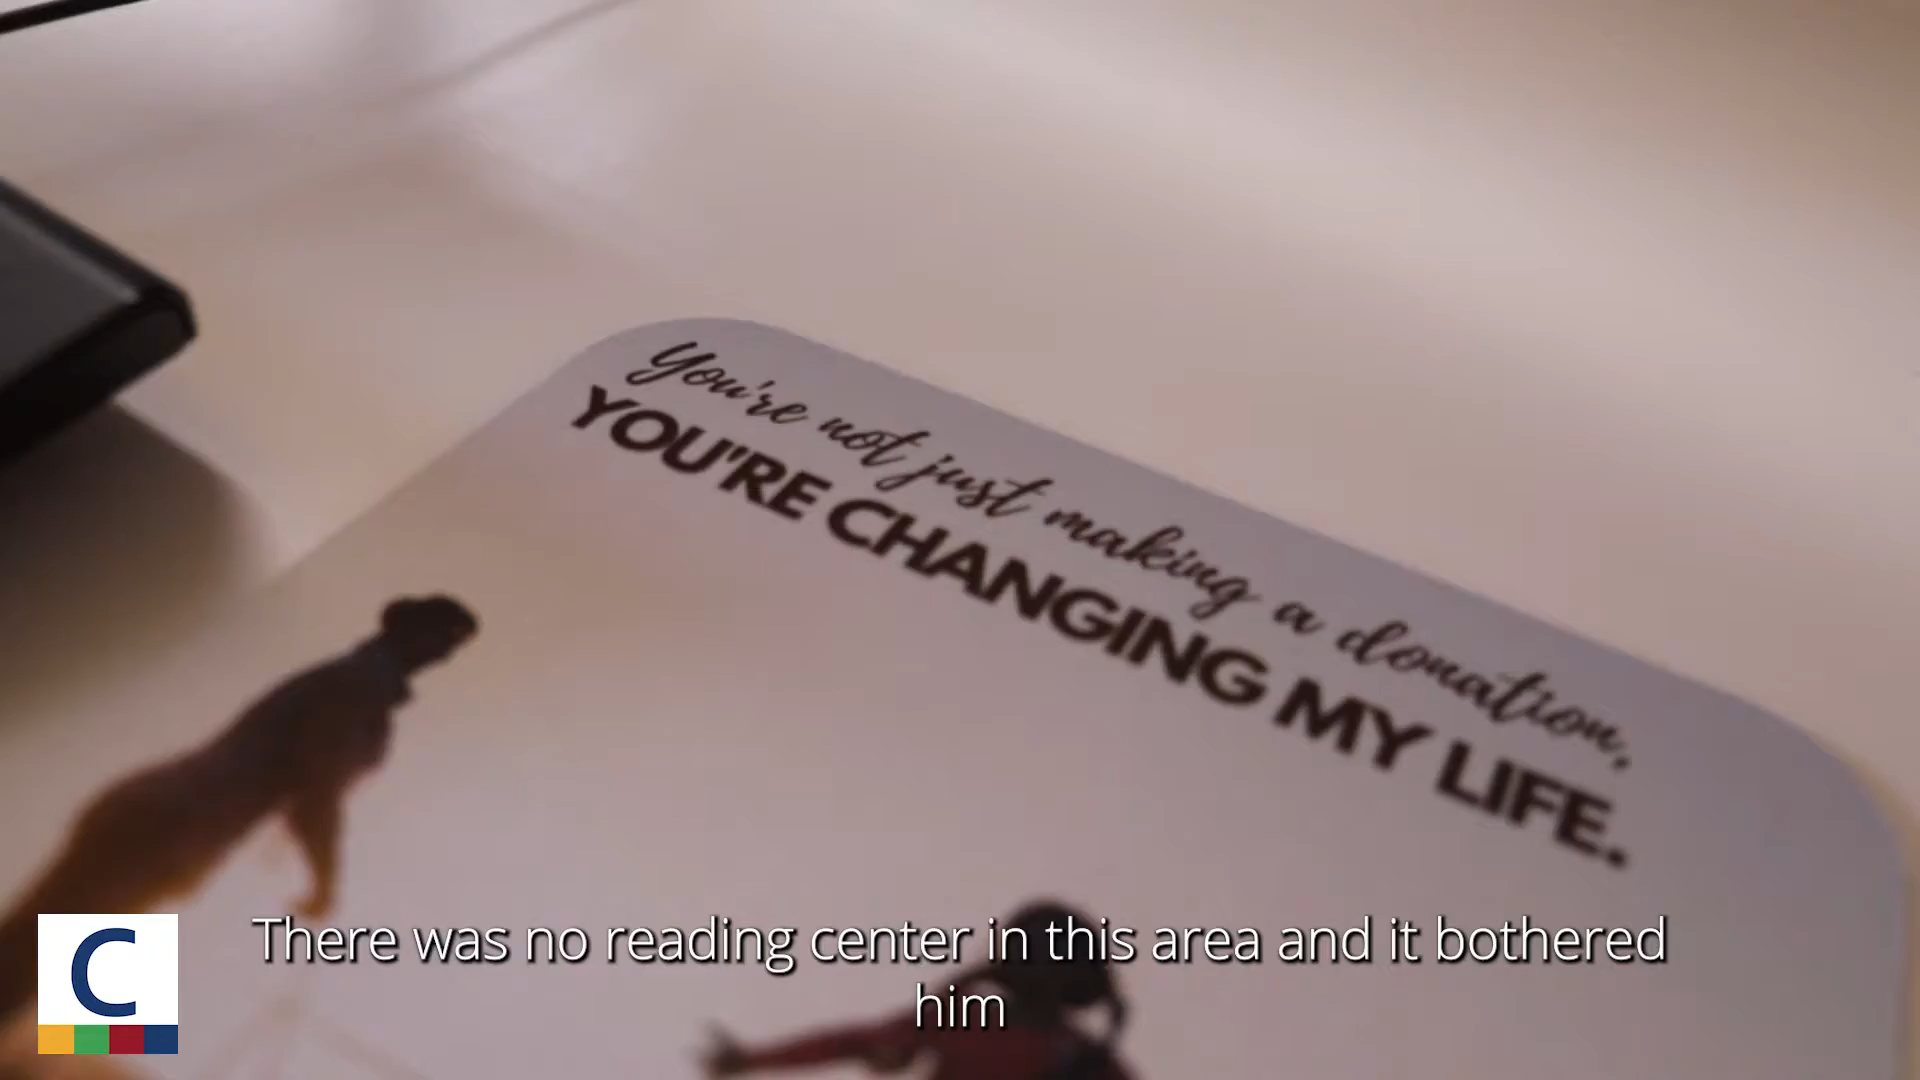 You're not just making a donation,
YOU'RE CHANGING MY LIFE.
There was no reading center in this area and it bothered
him
C